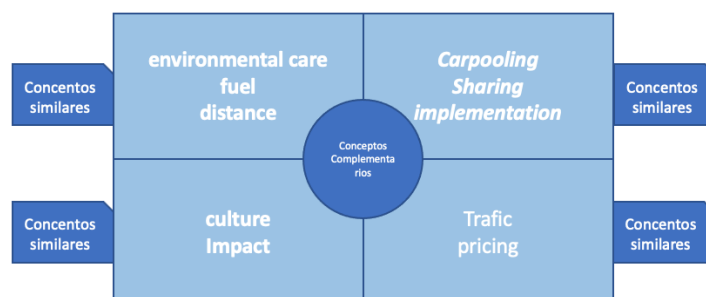 environmental care
fuel
distance
Carpooling
Sharing
implementation
Concentos
similares
Concentos
similares
Conceptos
Complementa
rios
culture
Impact
Trafic
pricing
Concentos
similares
Concentos
similares